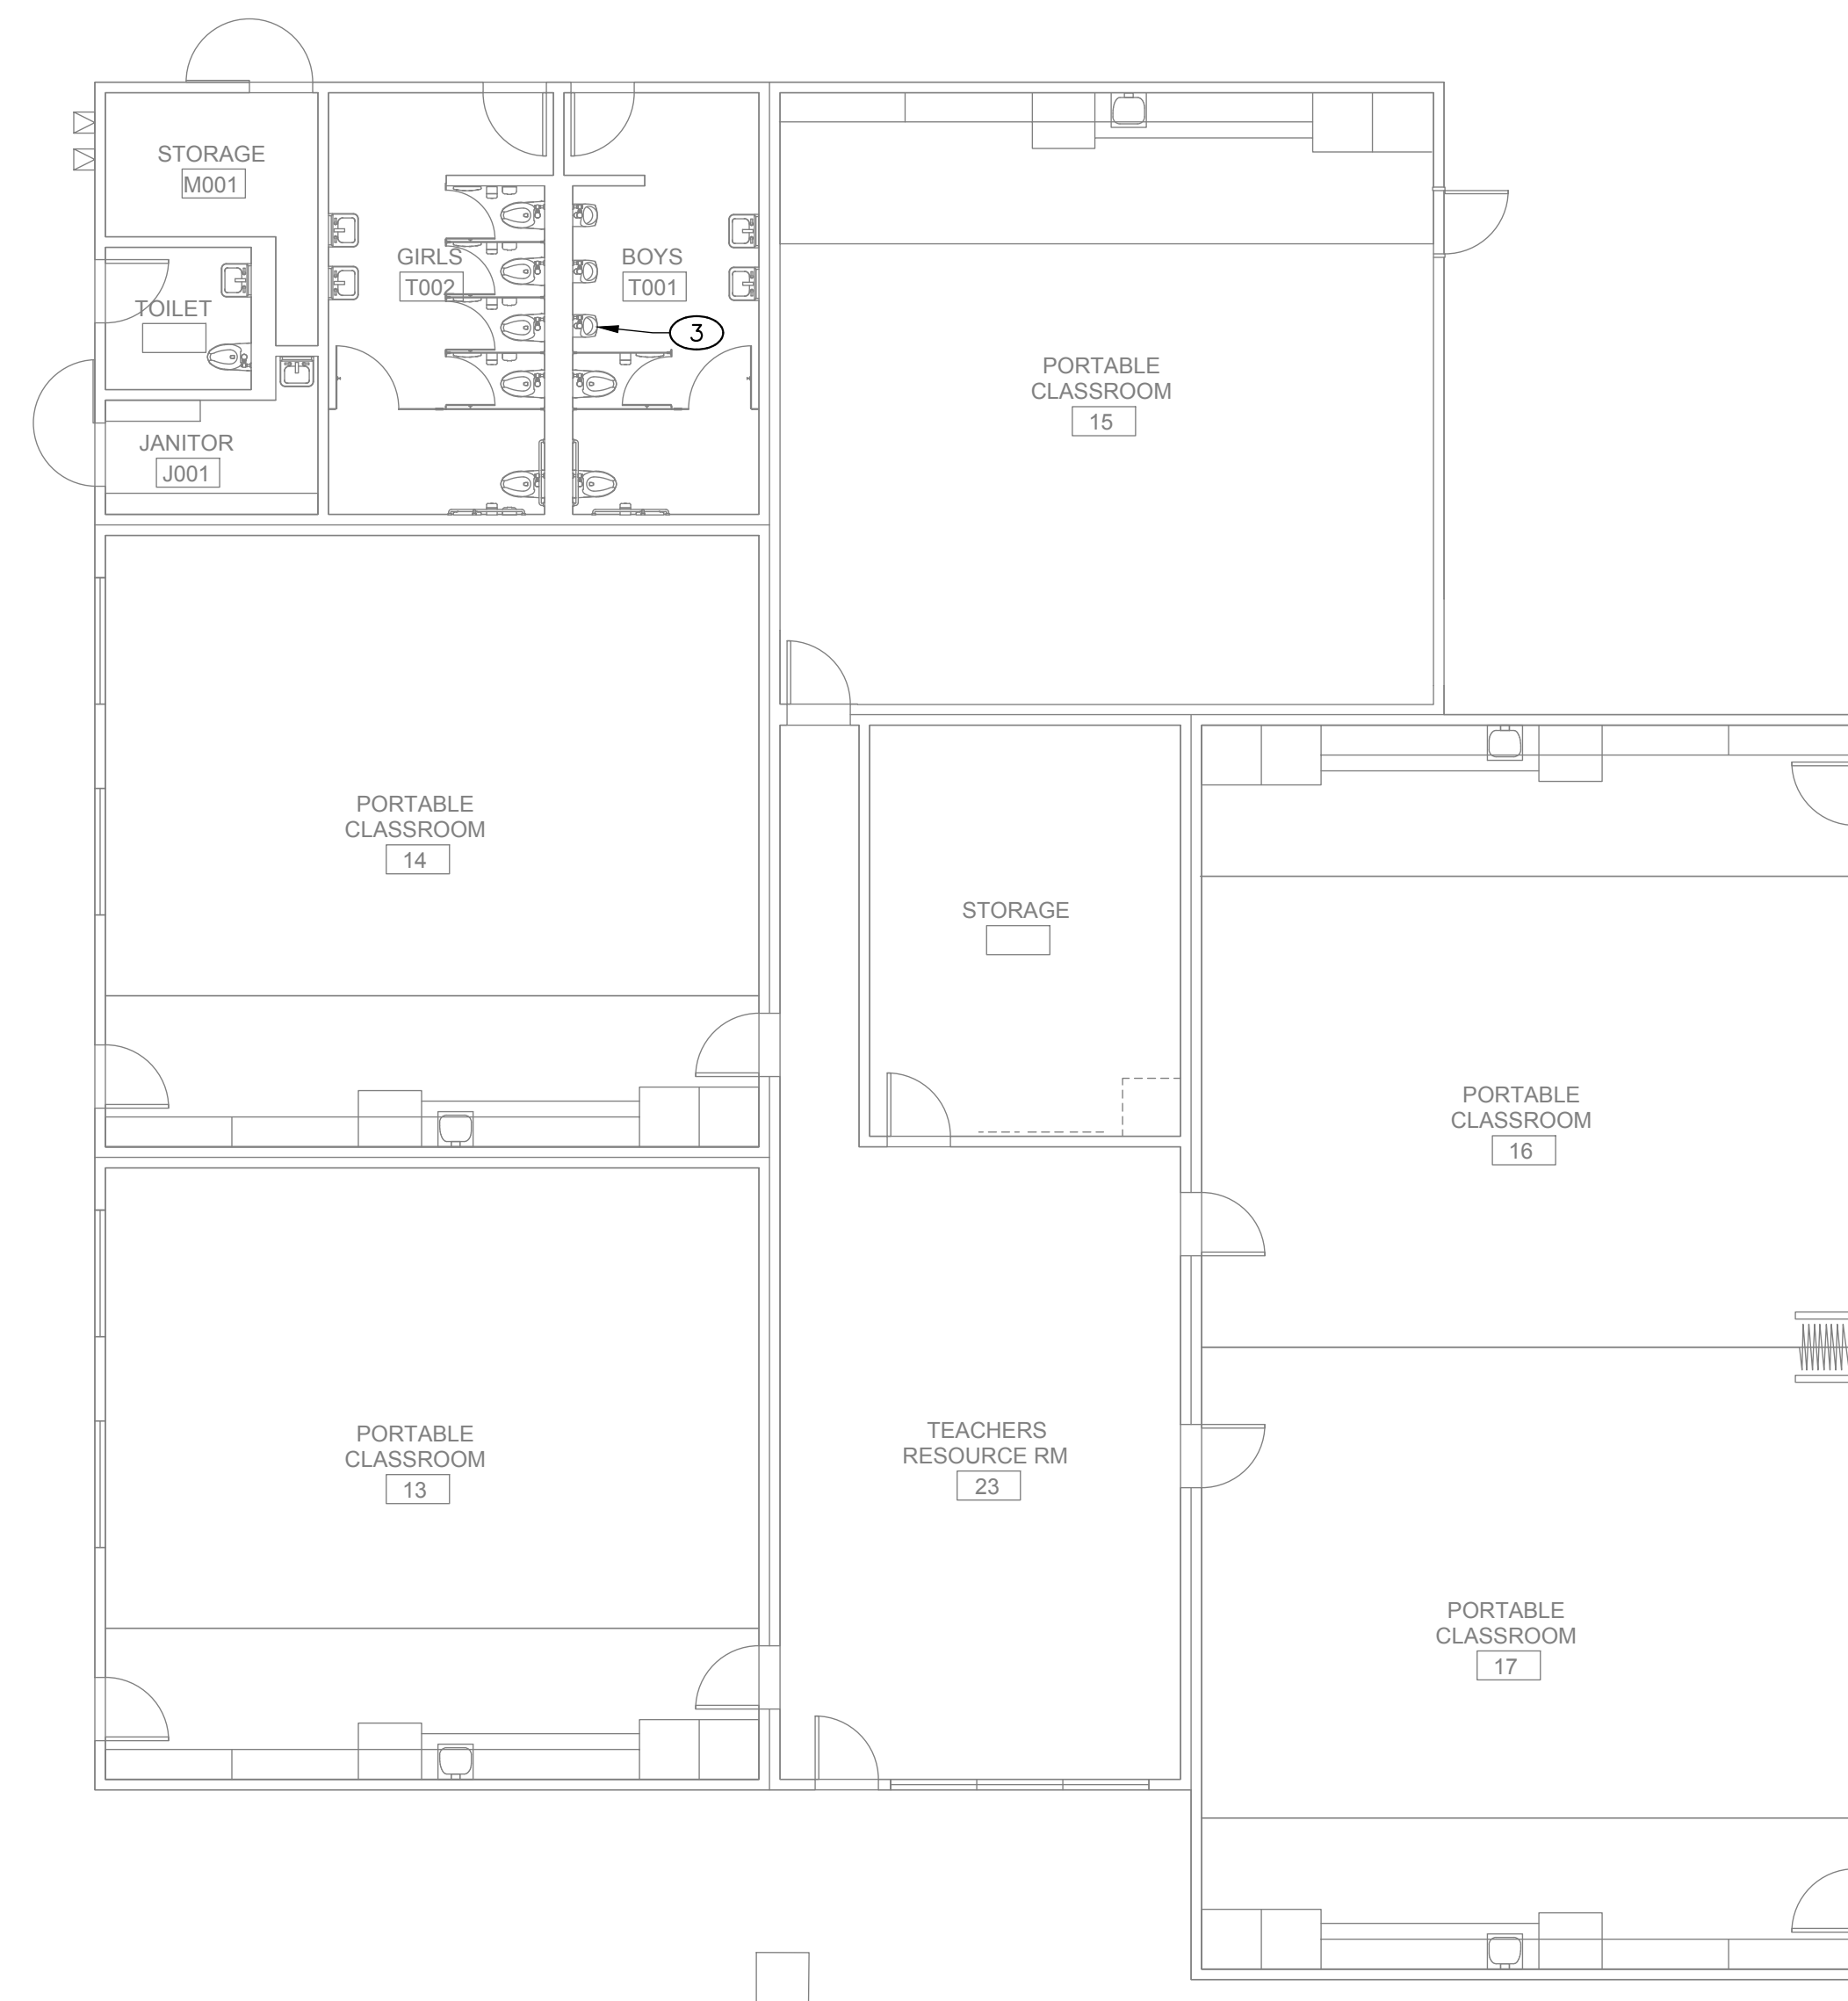 STORAGE
M001
GIRLS
T002
BOYS
T001
TOILET
3
JANITOR
J001
PORTABLE
CLASSROOM
15
PORTABLE
CLASSROOM
14
STORAGE
PORTABLE
CLASSROOM
16
PORTABLE
CLASSROOM
13
TEACHERS
RESOURCE RM
23
PORTABLE
CLASSROOM
17